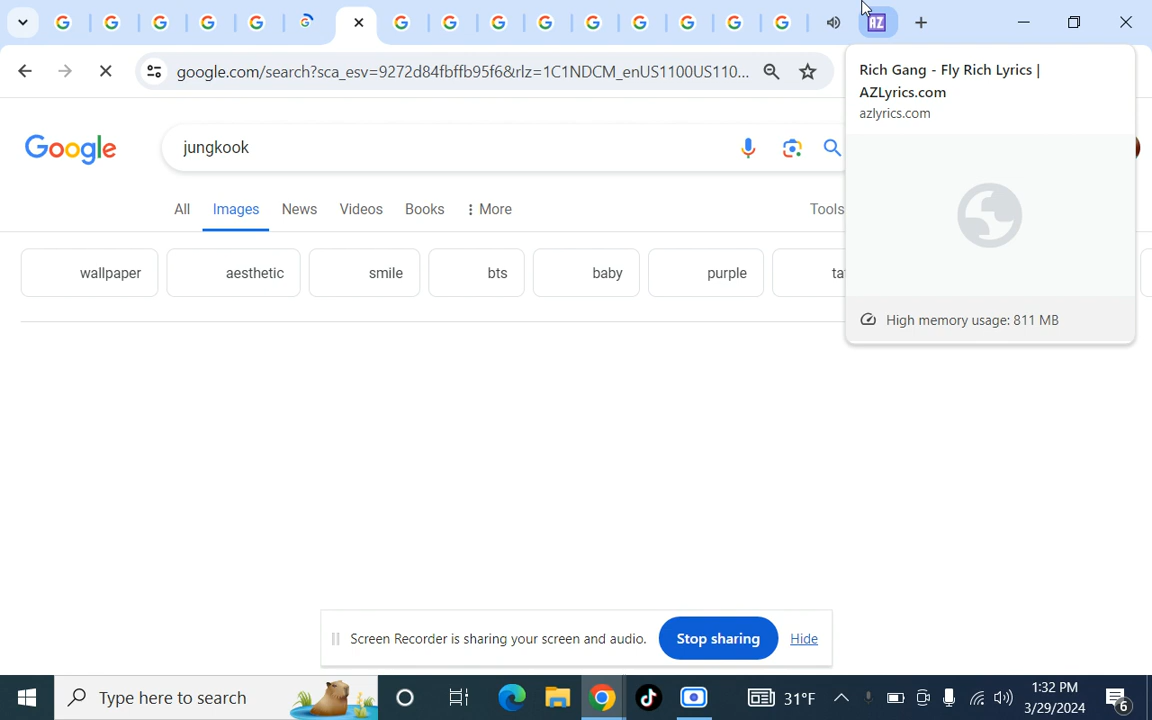 AZ
google.com/search?sca_esv=9272d84fbffb95f6&rlz=1C1NDCM_enUS1100US110...
Rich Gang - Fly Rich Lyrics |
AZLyrics.com
azlyrics.com
Google
jungkook
All Images News Videos Books More Tools
wallpaper aesthetic smile bts baby purple
High memory usage: 811 MB
Screen Recorder is sharing your screen and audio. Stop sharing Hide
Type here to search
31°F
1:32 PM
3/29/2024
6